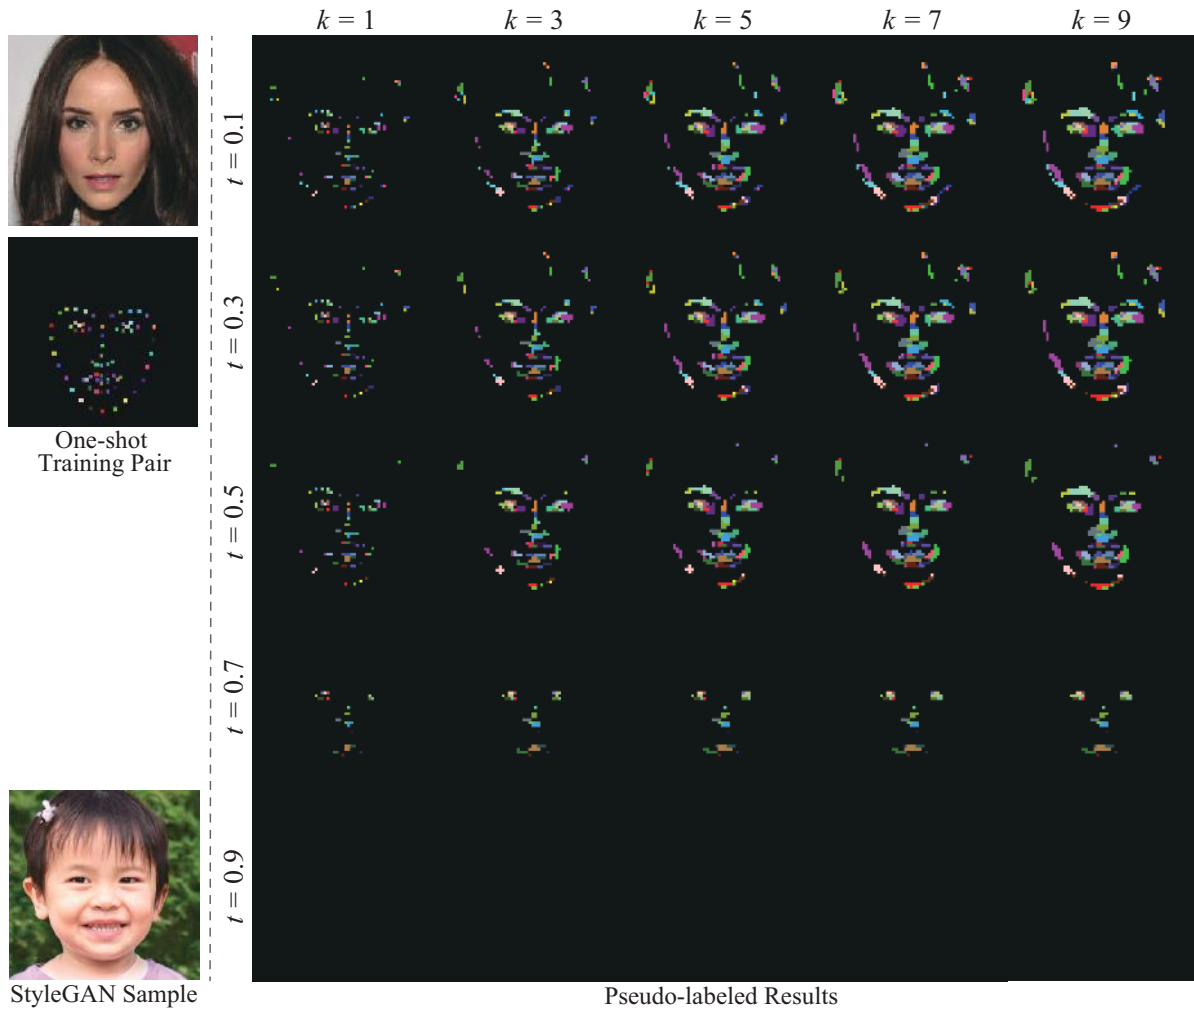 k = 1
k = 3
k = 5
k = 7
k = 9
t = 0.1
t = 0.3
One-shot
Training Pair
t = 0.5
t = 0.7
t = 0.9
StyleGAN Sample
Pseudo-labeled Results